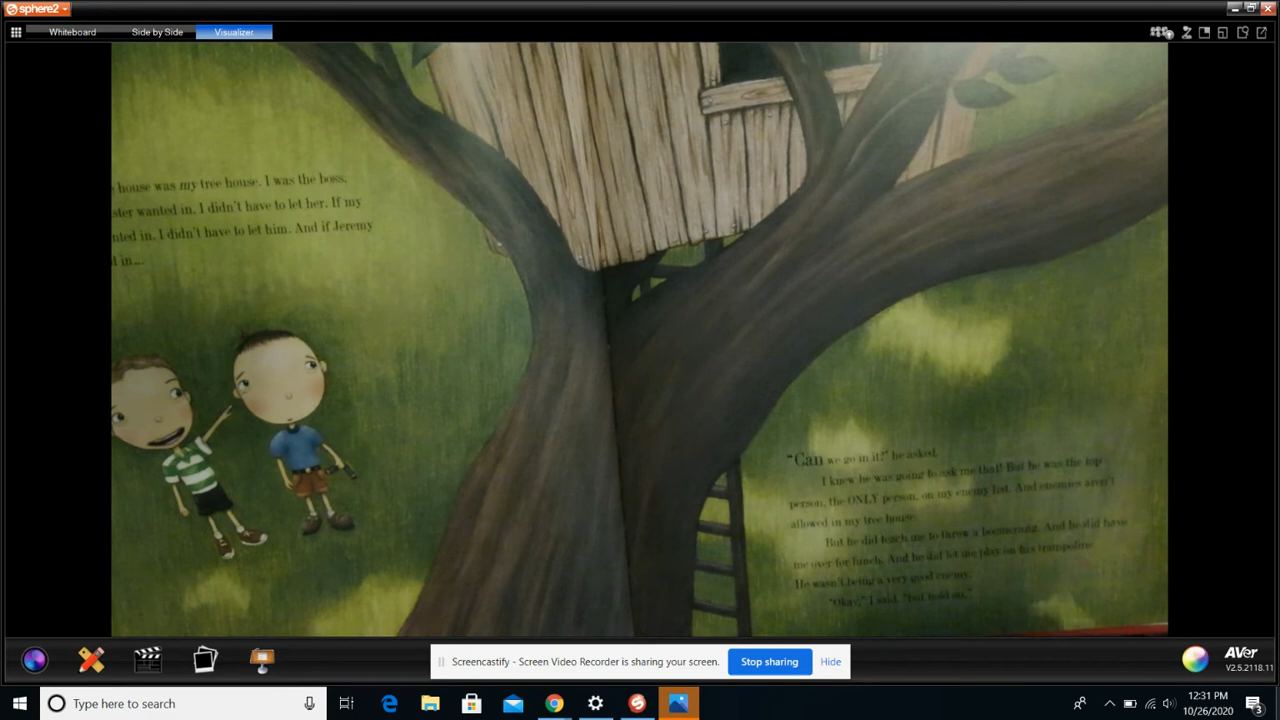 sphere2
Whiteboard
Side by Side
Visualizer
house was my tree house. I was the boss.
ster wanted in, I didn't have to let her. If my
nted in, I didn't have to let him. And if Jeremy
d in....
"Can we go in it?" he asked.
I knew he was going to ask me that! But he was the top
person, the ONLY person, on my enemy list. And enemies aren't
allowed in my tree house.
But he did teach me to throw a boomerang. And he did have
me over for lunch. And he did let me play on his trampoline.
He wasn't being a very good enemy.
"Okay," I said, "but hold on."
Screencastify - Screen Video Recorder is sharing your screen.
Stop sharing
Hide
AVer
V2.5.2118.11
Type here to search
12:31 PM
10/26/2020
3